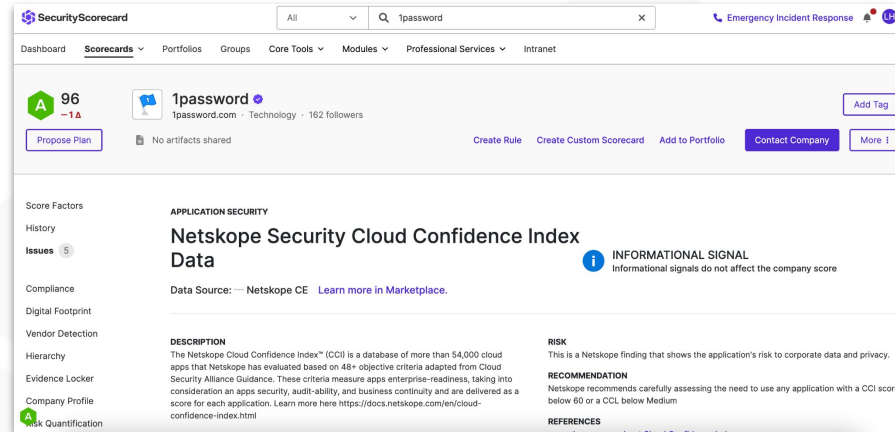 SecurityScorecard
All
1password
Emergency Incident Response
LH
Dashboard
Scorecards
Portfolios
Groups
Core Tools
Modules
Professional Services
Intranet
A
96
−1 Δ
1
1password
1password.com · Technology · 162 followers
Add Tag
Propose Plan
No artifacts shared
Create Rule
Create Custom Scorecard
Add to Portfolio
Contact Company
More
Score Factors
History
Issues 5
Compliance
Digital Footprint
Vendor Detection
Hierarchy
Evidence Locker
Company Profile
A
Risk Quantification
APPLICATION SECURITY
Netskope Security Cloud Confidence Index
Data
i
INFORMATIONAL SIGNAL
Informational signals do not affect the company score
Data Source: Netskope CE Learn more in Marketplace.
DESCRIPTION
The Netskope Cloud Confidence Index™ (CCI) is a database of more than 54,000 cloud
apps that Netskope has evaluated based on 48+ objective criteria adapted from Cloud
Security Alliance Guidance. These criteria measure apps enterprise-readiness, taking into
consideration an apps security, audit-ability, and business continuity and are delivered as a
score for each application. Learn more here https://docs.netskope.com/en/cloud-
confidence-index.html
RISK
This is a Netskope finding that shows the application's risk to corporate data and privacy.
RECOMMENDATION
Netskope recommends carefully assessing the need to use any application with a CCI scor
below 60 or a CCL below Medium
REFERENCES